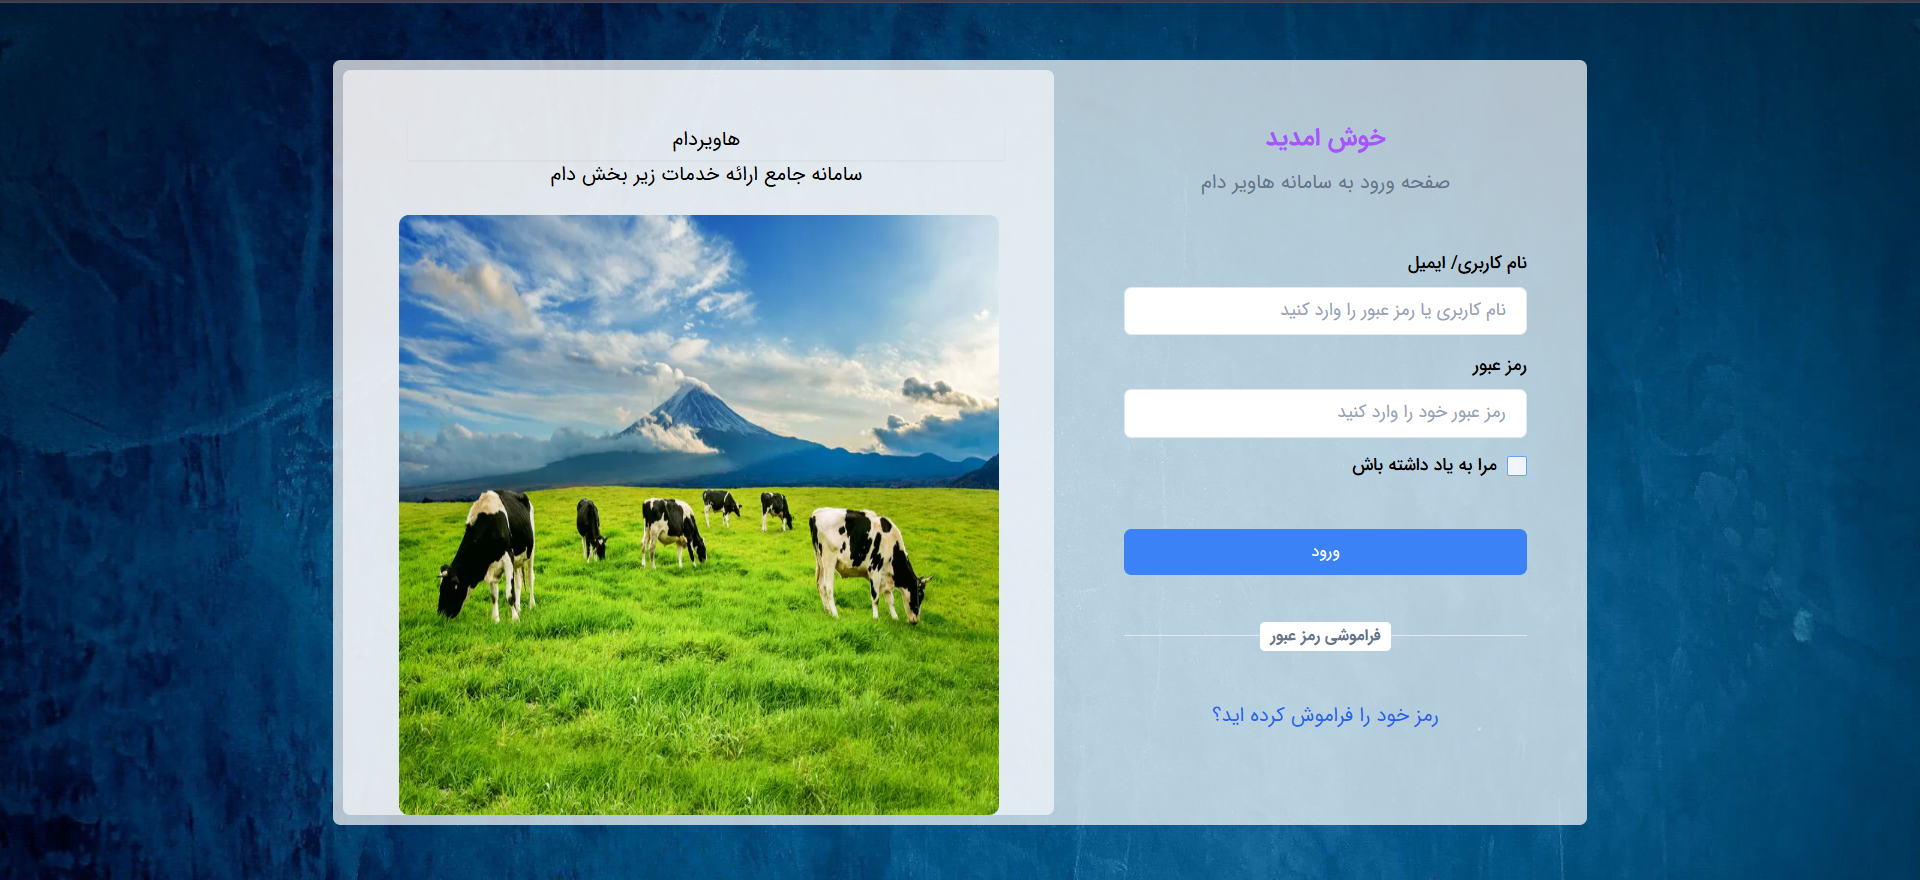 خوش امدید
صفحه ورود به سامانه هاویر دام
نام کاربری/ ایمیل
نام کاربری یا رمز عبور را وارد کنید
رمز عبور
رمز عبور خود را وارد کنید
مرا به یاد داشته باش
ورود
فراموشی رمز عبور
رمز خود را فراموش کرده اید؟
هاویردام
سامانه جامع ارائه خدمات زیر بخش دام